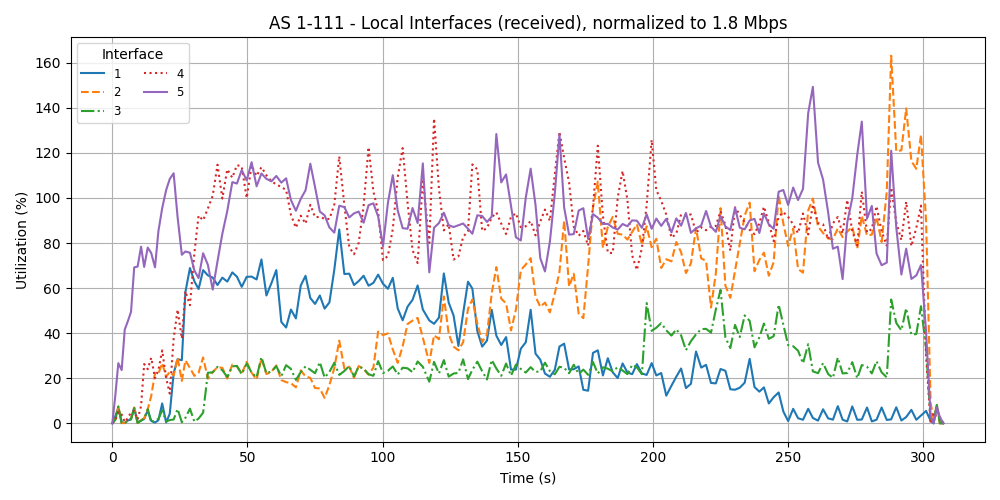 AS 1-111 - Local Interfaces (received), normalized to 1.8 Mbps
Interface
1 4
2 5
3
Utilization (%)
160
140
120
100
80
60
40
20
0
0 50 100 150 200 250 300
Time (s)